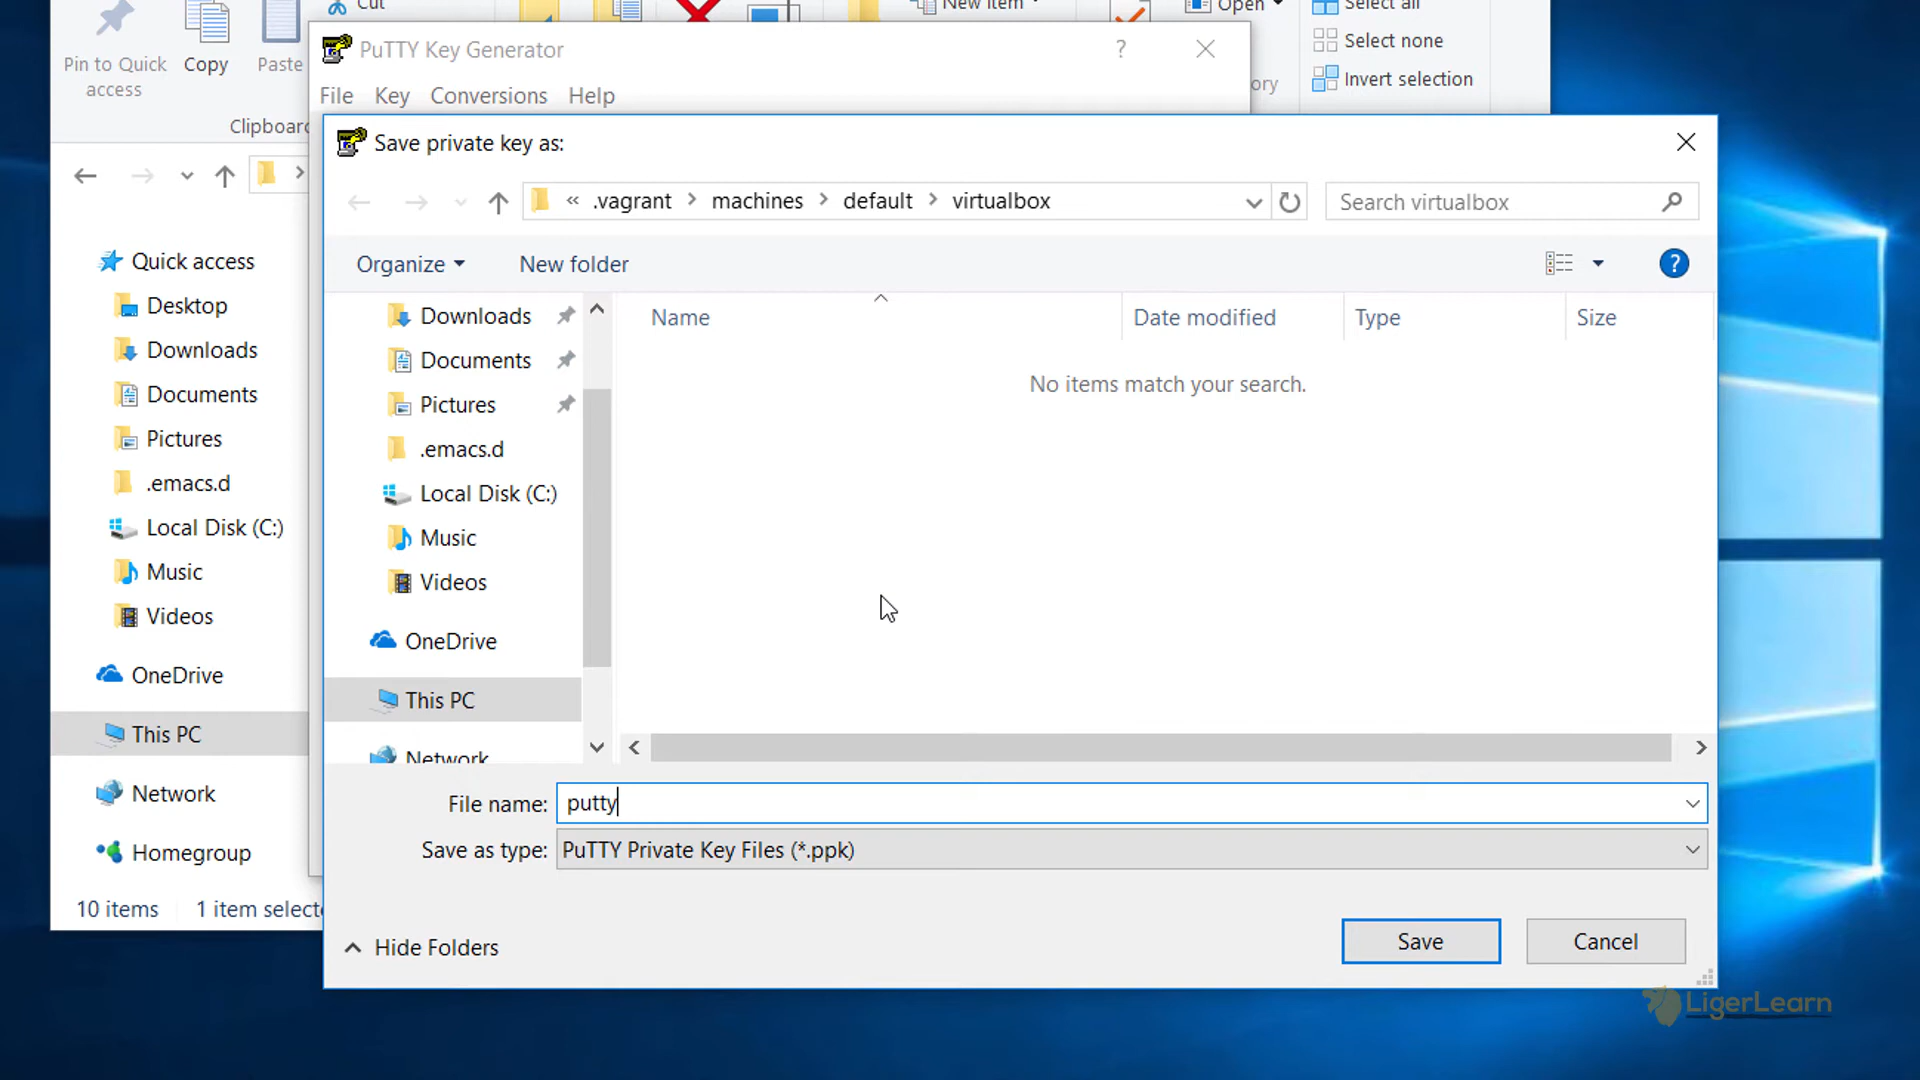 Cut
New item
Open
Select all
Pin to Quick access
Copy
Paste
Select none
Invert selection
Clipboard
PuTTY Key Generator
?
File Key Conversions Help
Save private key as:
« .vagrant > machines > default > virtualbox
Search virtualbox
Organize
New folder
?
Quick access
Desktop
Downloads
Documents
Pictures
.emacs.d
Local Disk (C:)
Music
Videos
OneDrive
This PC
Network
Homegroup
10 items
Downloads
Documents
Pictures
.emacs.d
Local Disk (C:)
Music
Videos
OneDrive
This PC
Network
Name
Date modified
Type
Size
No items match your search.
File name: putty
Save as type: PuTTY Private Key Files (*.ppk)
Hide Folders
Save
Cancel
1 item selecte
LigerLearn